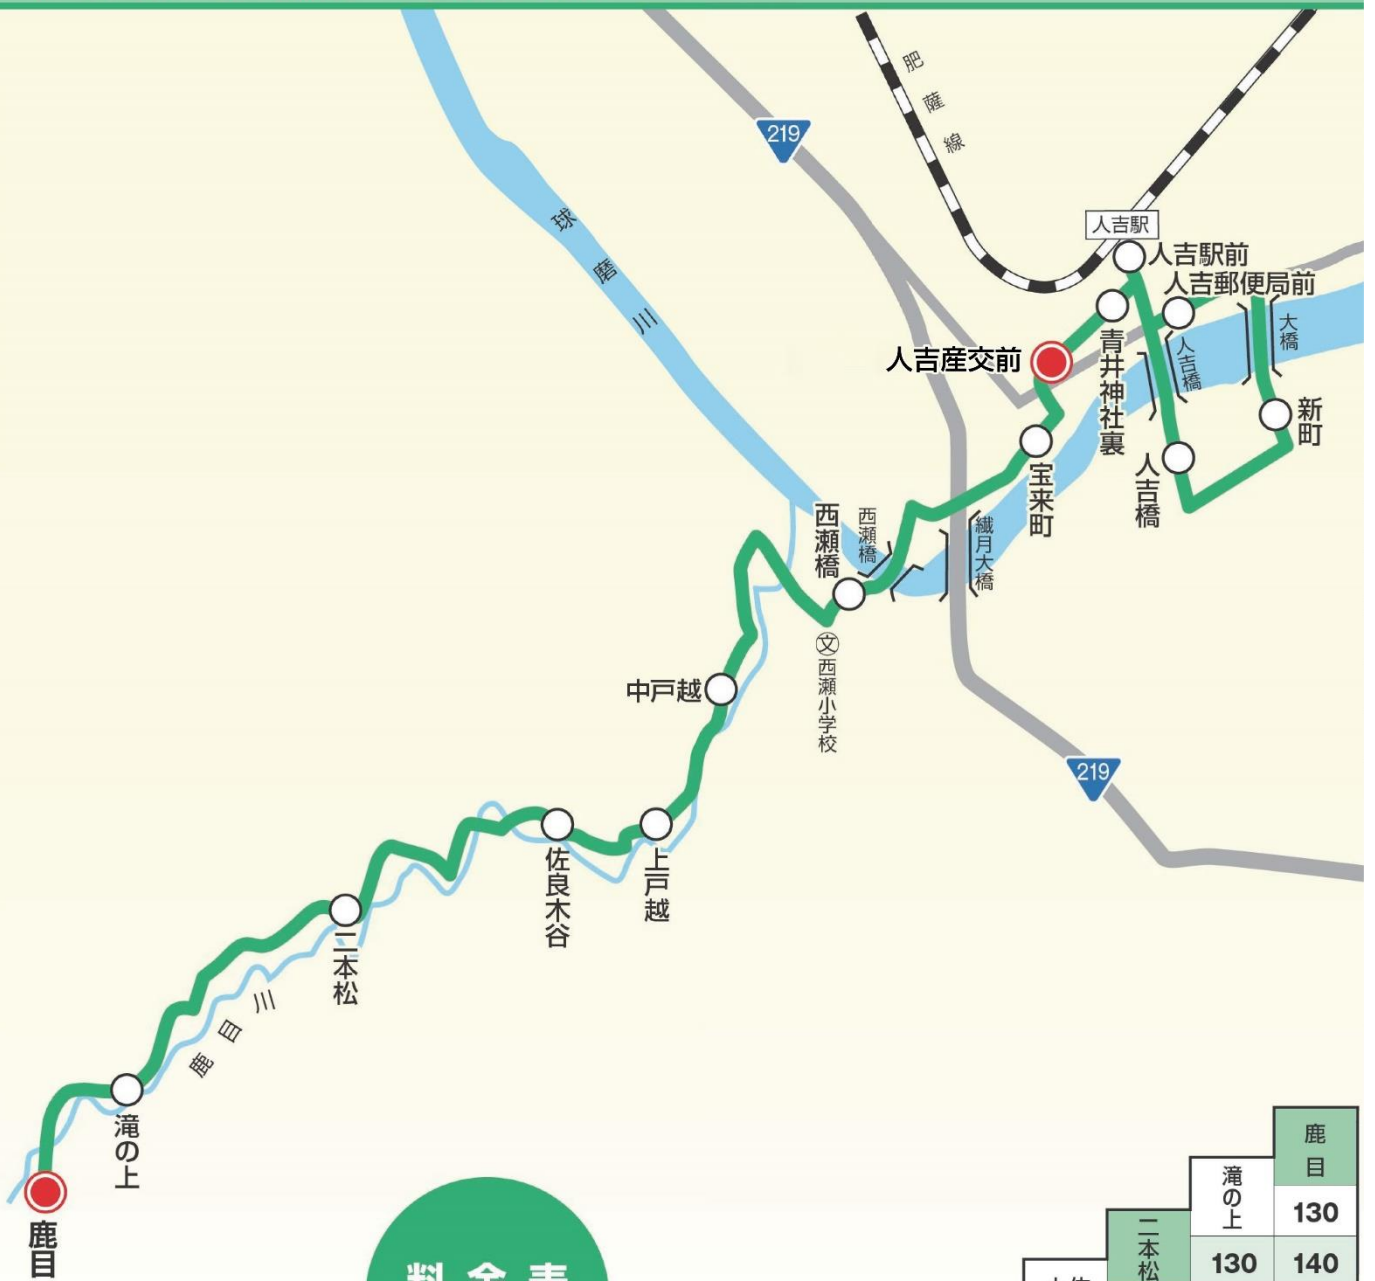 肥薩線
219
人吉駅
人吉駅前
人吉郵便局前
球磨川
大橋
人吉産交前
青井神社裏
人吉橋
新町
人吉橋
宝来町
西瀬橋
西瀬橋
繊月大橋
文
西瀬小学校
中戸越
219
上戸越
佐良木谷
二本松
鹿目川
滝の上
鹿目
料金表
鹿目
滝の上
130
二本松
130 140